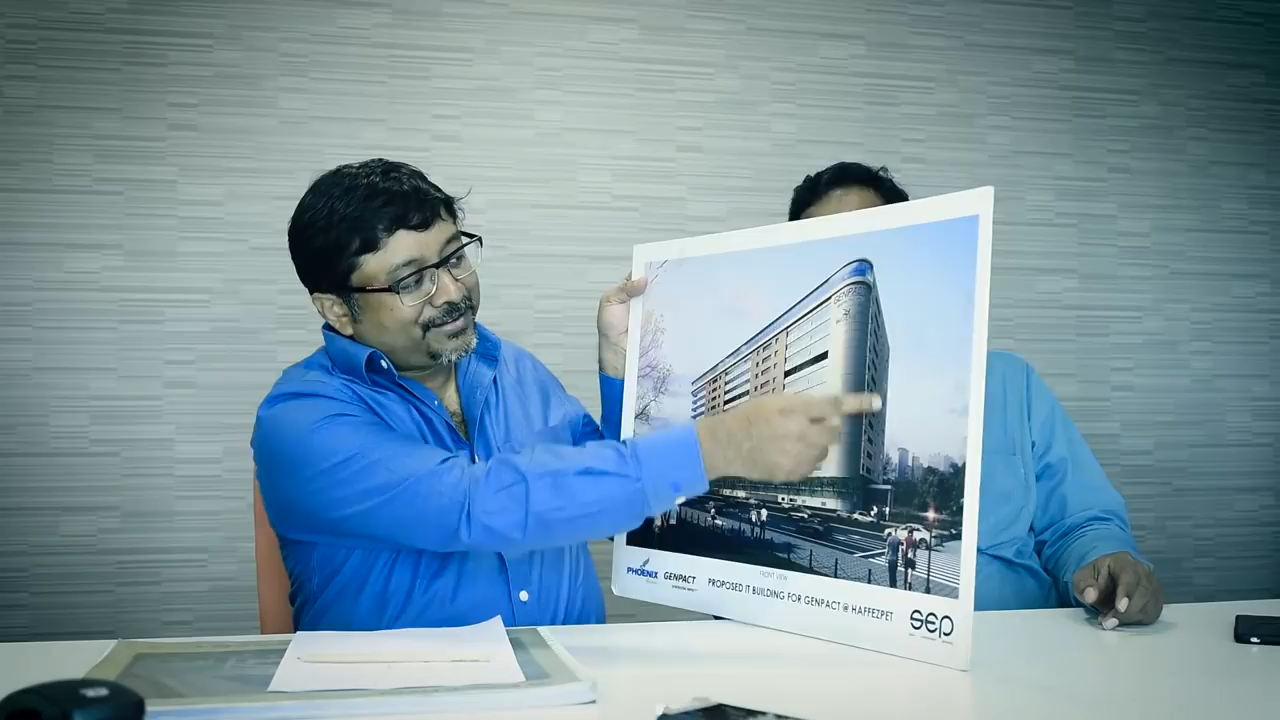 GENPACT
FRONT VIEW
PHOENIX
GENPACT
PROPOSED IT BUILDING FOR GENPACT @ HAFFEZPET
SEP